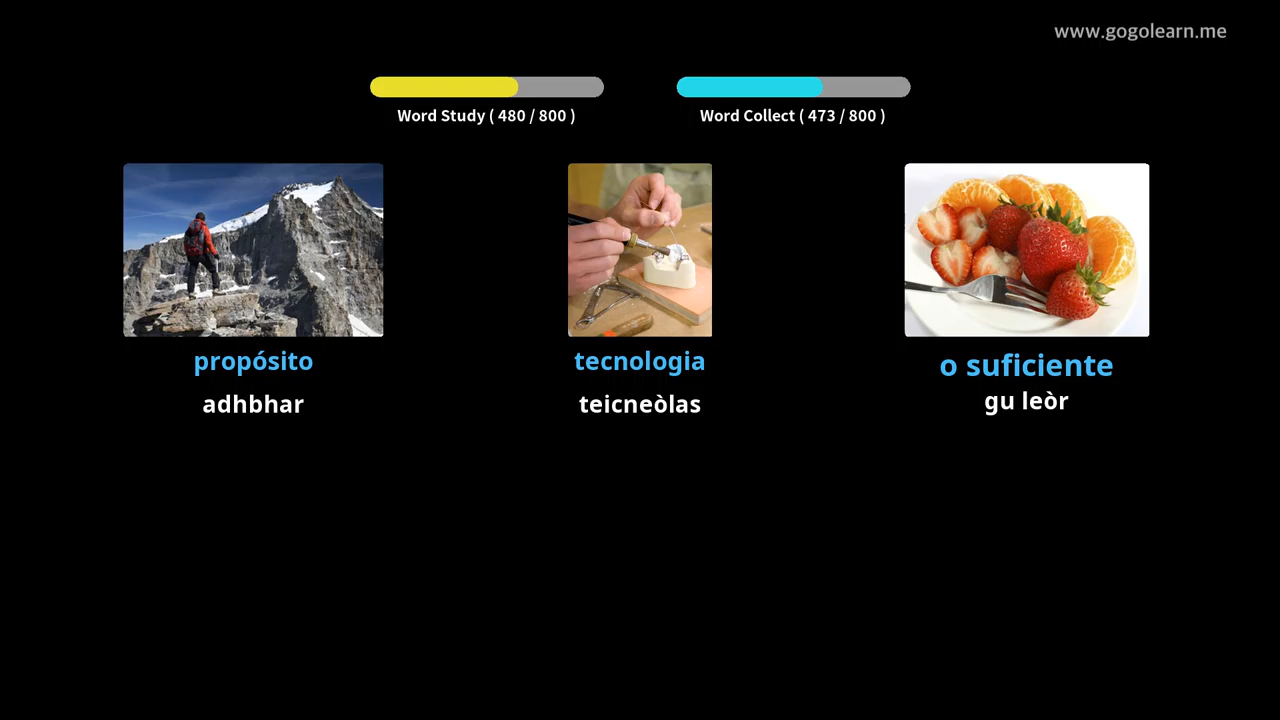 www.gogolearn.me
Word Study ( 480 / 800 )
Word Collect ( 473 / 800 )
propósito
adhbhar
tecnologia
teicneòlas
o suficiente
gu leòr